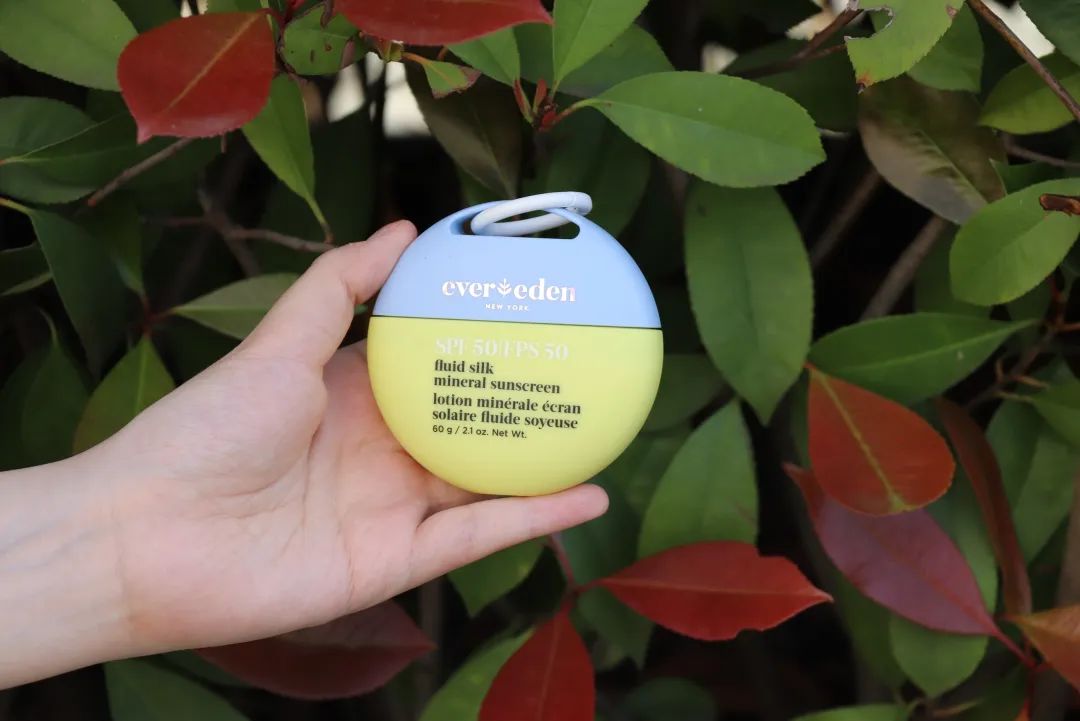 ever eden
NEW YORK
SPF 50 | FPS 50
fluid silk
mineral sunscreen
lotion minérale écran
solaire fluide soyeuse
60 g / 2.1 oz. Net Wt.